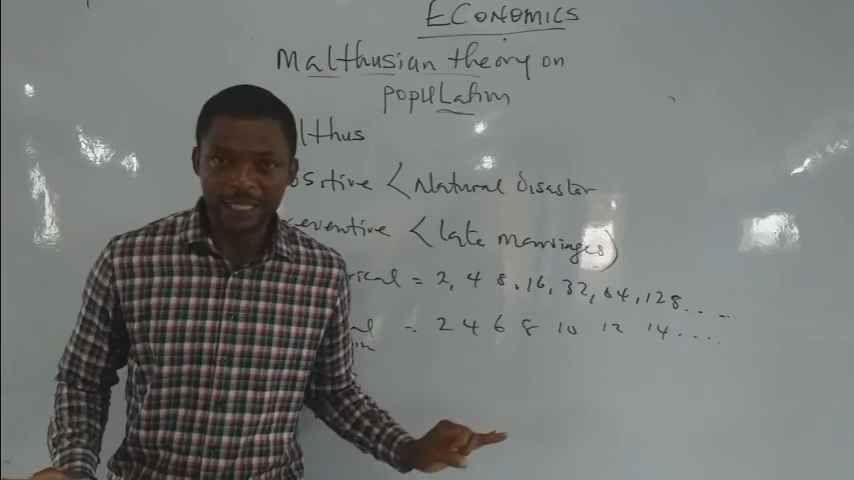 ECONOMICS
Malthusian theory on
population
lthus
ositive < Natural disaster
eventive < late marriages)
rical = 2, 4 8, 16, 32, 64, 128....
al = 2 4 6 8 10 12 14....